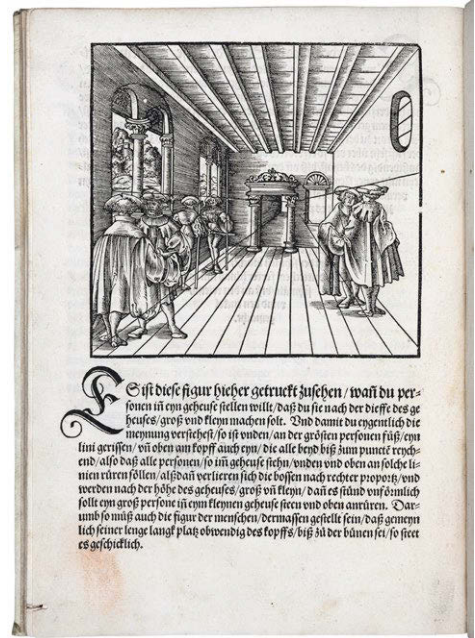 ES ist diese figur hieher getruckt zusehen / wañ du per-
sonen iñ eyn geheuse stellen willt / daß du sie nach der dieffe des ge
heuses / groß vnd kleyn machen solt. Vnd damit du eygentlich die
meynung verstehest / so ist vnden / an der grösten personen füß / eyn
lini gerissen / vñ oben am kopff auch eyn / die alle beyd biß zum punctē reych-
end / also daß alle personen / so iñ geheuse stehn / vnden vnd oben an solche li-
nien rüren söllen / alßdañ verlieren sich die bossen nach rechter proportz / vnd
werden nach der höhe des geheuses / groß vñ kleyn / dañ es stünd vnförmlich
sollt eyn groß persone iñ eym kleynen geheuse steen vnd oben anrüren. Dar-
umb so müß auch die figur der menschen / dermassen gestellt sein / daß gemeyn
lich seiner lenge langk platz obwendig des kopffs / biß zů der bünen sei / so steet
es geschicklich.